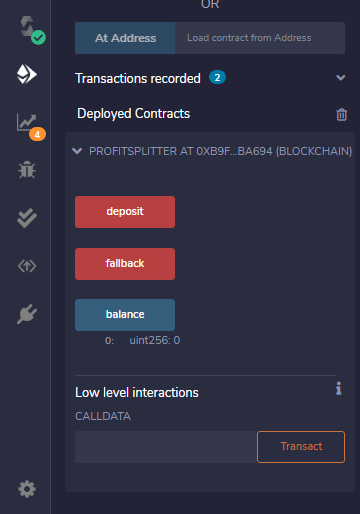 OR
At Address
Load contract from Address
Transactions recorded 2
4
Deployed Contracts
PROFITSPLITTER AT 0XB9F...BA694 (BLOCKCHAIN)
deposit
fallback
balance
0: uint256: 0
Low level interactions
i
CALLDATA
Transact